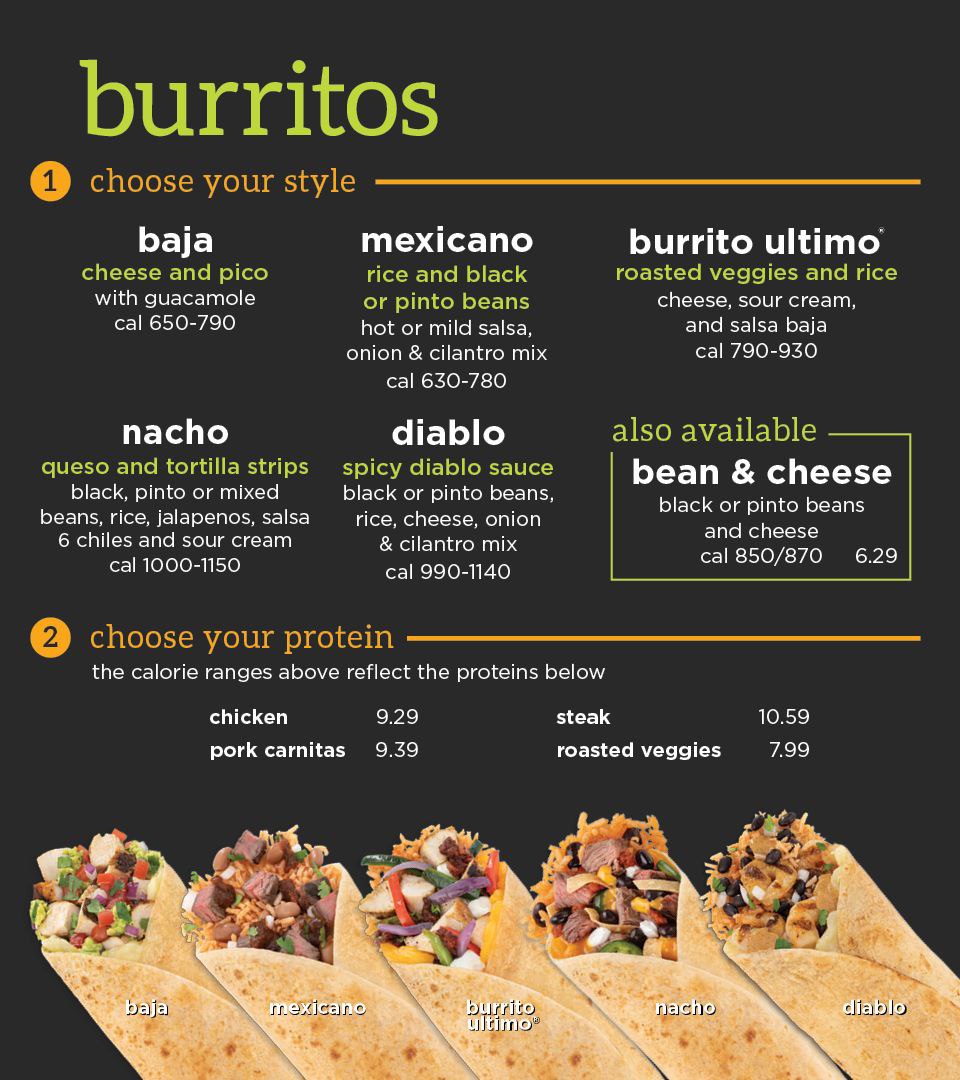 burritos
1 choose your style
baja
cheese and pico
with guacamole
cal 650-790
mexicano
rice and black
or pinto beans
hot or mild salsa,
onion & cilantro mix
cal 630-780
burrito ultimo®
roasted veggies and rice
cheese, sour cream,
and salsa baja
cal 790-930
nacho
queso and tortilla strips
black, pinto or mixed
beans, rice, jalapenos, salsa
6 chiles and sour cream
cal 1000-1150
diablo
spicy diablo sauce
black or pinto beans,
rice, cheese, onion
& cilantro mix
cal 990-1140
also available
bean & cheese
black or pinto beans
and cheese
cal 850/870 6.29
2 choose your protein
the calorie ranges above reflect the proteins below
chicken 9.29
pork carnitas 9.39
steak 10.59
roasted veggies 7.99
baja
mexicano
burrito
ultimo®
nacho
diablo